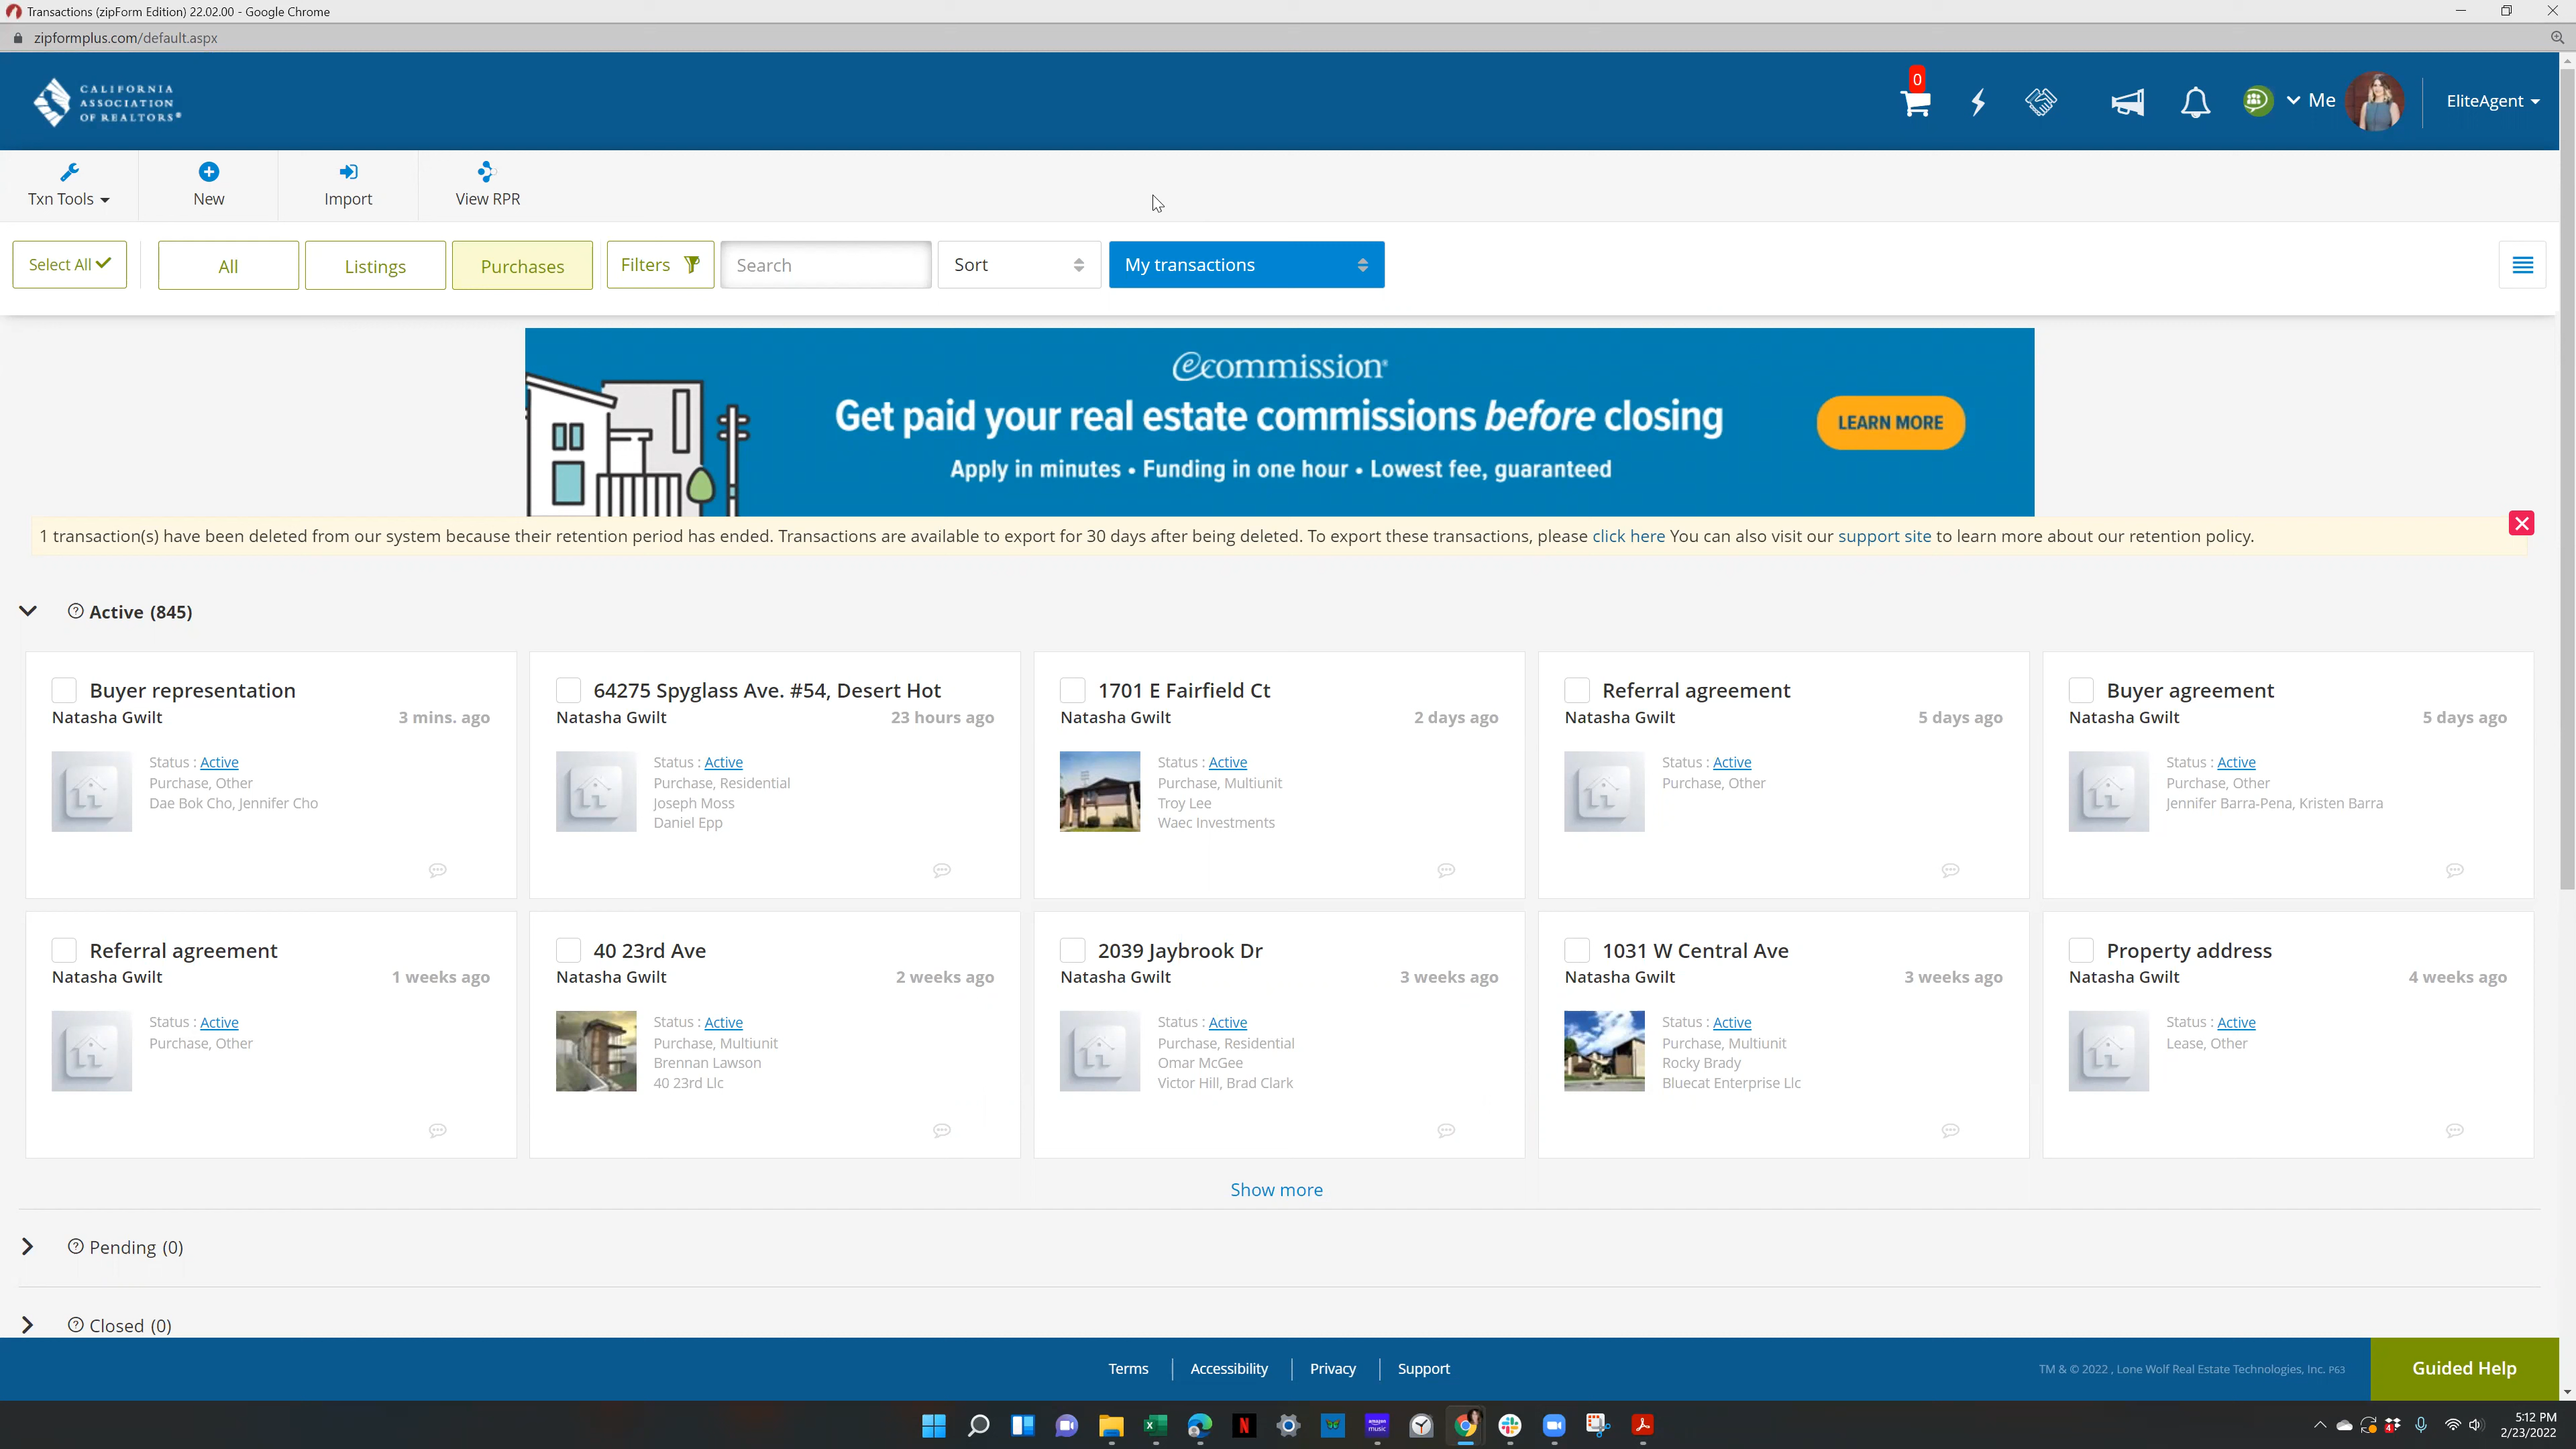 Transactions (zipForm Edition) 22.02.00 - Google Chrome
zipformplus.com/default.aspx
CALIFORNIA
ASSOCIATION
OF REALTORS®
0
Me
EliteAgent
Txn Tools
New
Import
View RPR
Select All
All
Listings
Purchases
Filters
Search
Sort
My transactions
ecommission®
Get paid your real estate commissions before closing
LEARN MORE
Apply in minutes • Funding in one hour • Lowest fee, guaranteed
1 transaction(s) have been deleted from our system because their retention period has ended. Transactions are available to export for 30 days after being deleted. To export these transactions, please click here You can also visit our support site to learn more about our retention policy.
Active (845)
Buyer representation
Natasha Gwilt
3 mins. ago
Status : Active
Purchase, Other
Dae Bok Cho, Jennifer Cho
64275 Spyglass Ave. #54, Desert Hot
Natasha Gwilt
23 hours ago
Status : Active
Purchase, Residential
Joseph Moss
Daniel Epp
1701 E Fairfield Ct
Natasha Gwilt
2 days ago
Status : Active
Purchase, Multiunit
Troy Lee
Waec Investments
Referral agreement
Natasha Gwilt
5 days ago
Status : Active
Purchase, Other
Buyer agreement
Natasha Gwilt
5 days ago
Status : Active
Purchase, Other
Jennifer Barra-Pena, Kristen Barra
Referral agreement
Natasha Gwilt
1 weeks ago
Status : Active
Purchase, Other
40 23rd Ave
Natasha Gwilt
2 weeks ago
Status : Active
Purchase, Multiunit
Brennan Lawson
40 23rd Llc
2039 Jaybrook Dr
Natasha Gwilt
3 weeks ago
Status : Active
Purchase, Residential
Omar McGee
Victor Hill, Brad Clark
1031 W Central Ave
Natasha Gwilt
3 weeks ago
Status : Active
Purchase, Multiunit
Rocky Brady
Bluecat Enterprise Llc
Property address
Natasha Gwilt
4 weeks ago
Status : Active
Lease, Other
Show more
Pending (0)
Closed (0)
Terms
Accessibility
Privacy
Support
TM & © 2022 , Lone Wolf Real Estate Technologies, Inc. P63
Guided Help
amazon
music
5:12 PM
2/23/2022